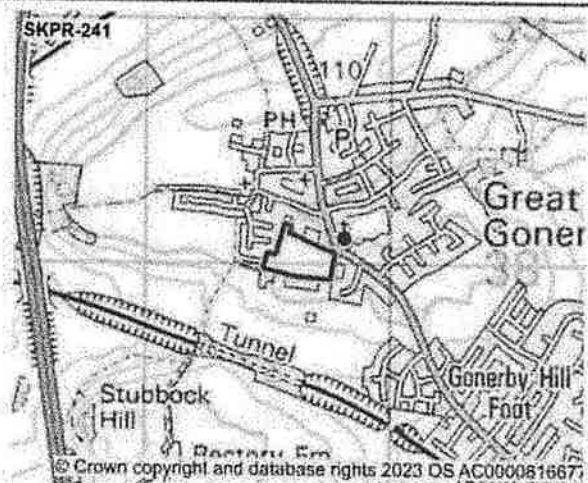 SKPR-241
110
PH
P
Great
Goner
38
Tunnel
Gonerby Hill
Foot
Stubbock
Hill
Rectory Fm
© Crown copyright and database rights 2023 OS AC0000816677